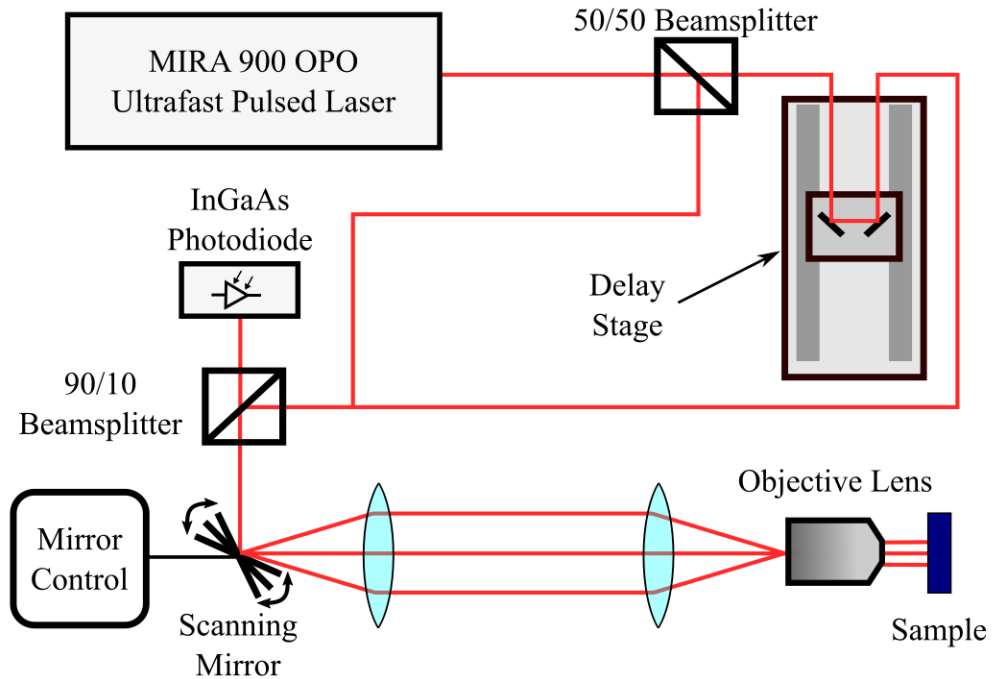 50/50 Beamsplitter
MIRA 900 OPO
Ultrafast Pulsed Laser
InGaAs
Photodiode
Delay
Stage
90/10
Beamsplitter
Objective Lens
Mirror
Control
Scanning
Mirror
Sample